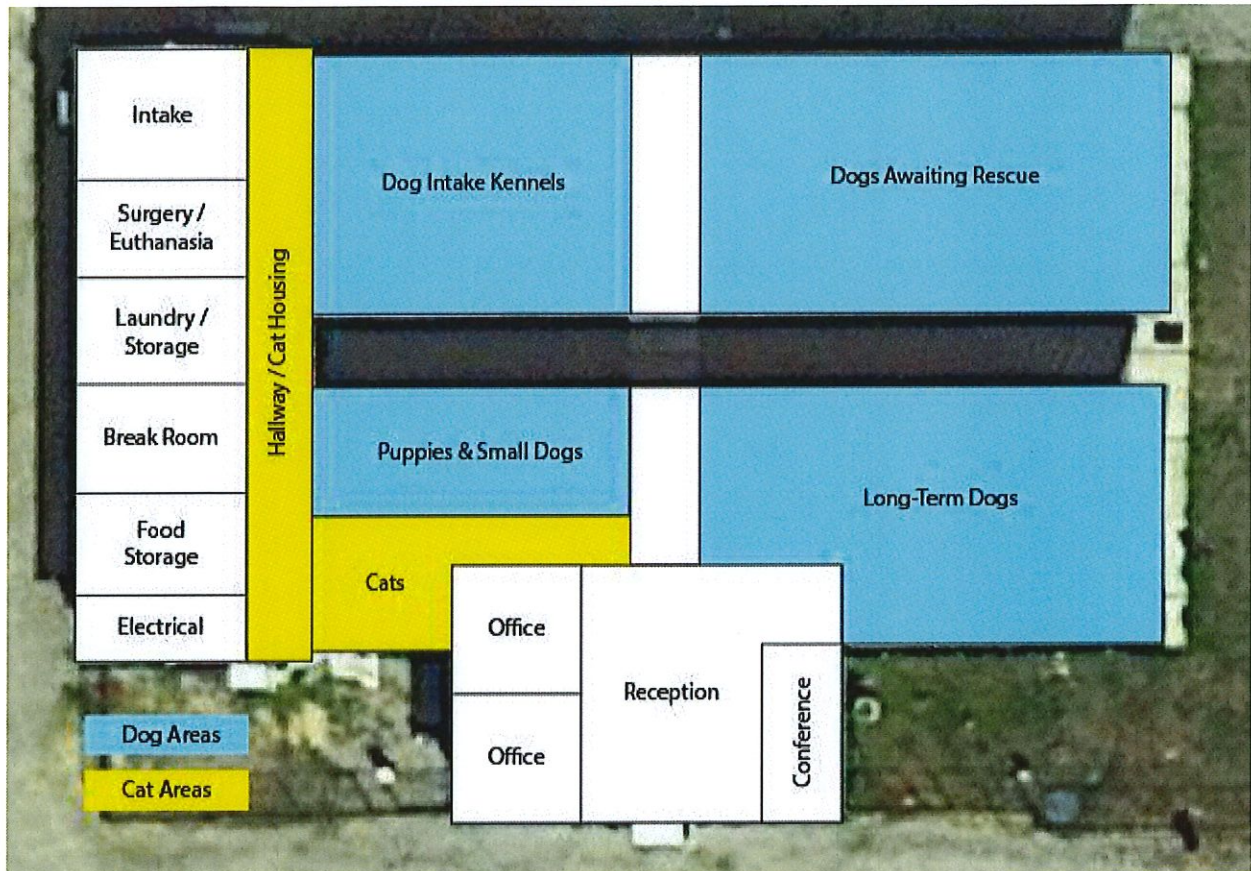 Intake
Surgery /
Euthanasia
Laundry /
Storage
Break Room
Food
Storage
Electrical
Hallway / Cat Housing
Dog Intake Kennels
Dogs Awaiting Rescue
Puppies & Small Dogs
Long-Term Dogs
Cats
Office
Office
Reception
Conference
Dog Areas
Cat Areas